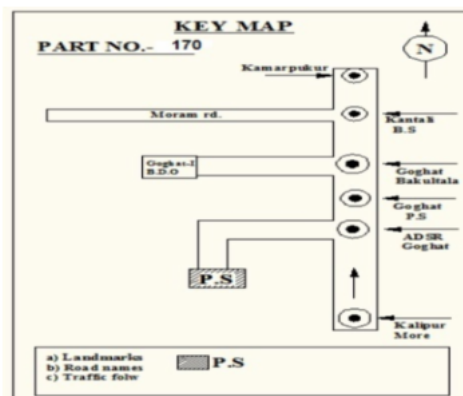 KEY MAP
PART NO.- 170
N
Kamarpukur
Moram rd.
Kantali
B.S
Goghat-I
B.D.O
Goghat
Bakultala
Goghat
P.S
ADSR
Goghat
P.S
Kalipur
More
a) Landmarks
b) Road names
c) Traffic folw
P.S